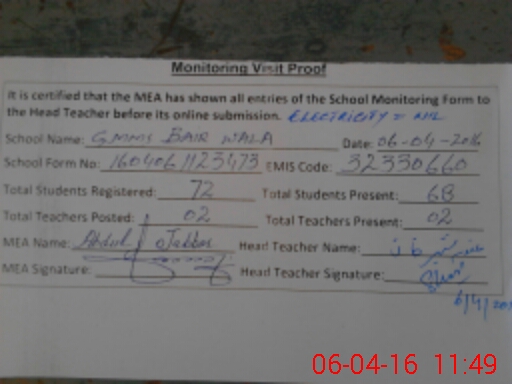 Monitoring Visit Proof
It is certified that the MEA has shown all entries of the School Monitoring Form to
the Head Teacher before its online submission. ELECTRICITY = NIL
School Name: G.M.M.S BAIR WALA Date: 06-04-2016
School Form No: 1604061123473 EMIS Code: 32330660
Total Students Registered: 72 Total Students Present: 68
Total Teachers Posted: 02 Total Teachers Present: 02
MEA Name: Abdul Jabbar Head Teacher Name:
MEA Signature: Head Teacher Signature:
6/4/201
06-04-16 11:49